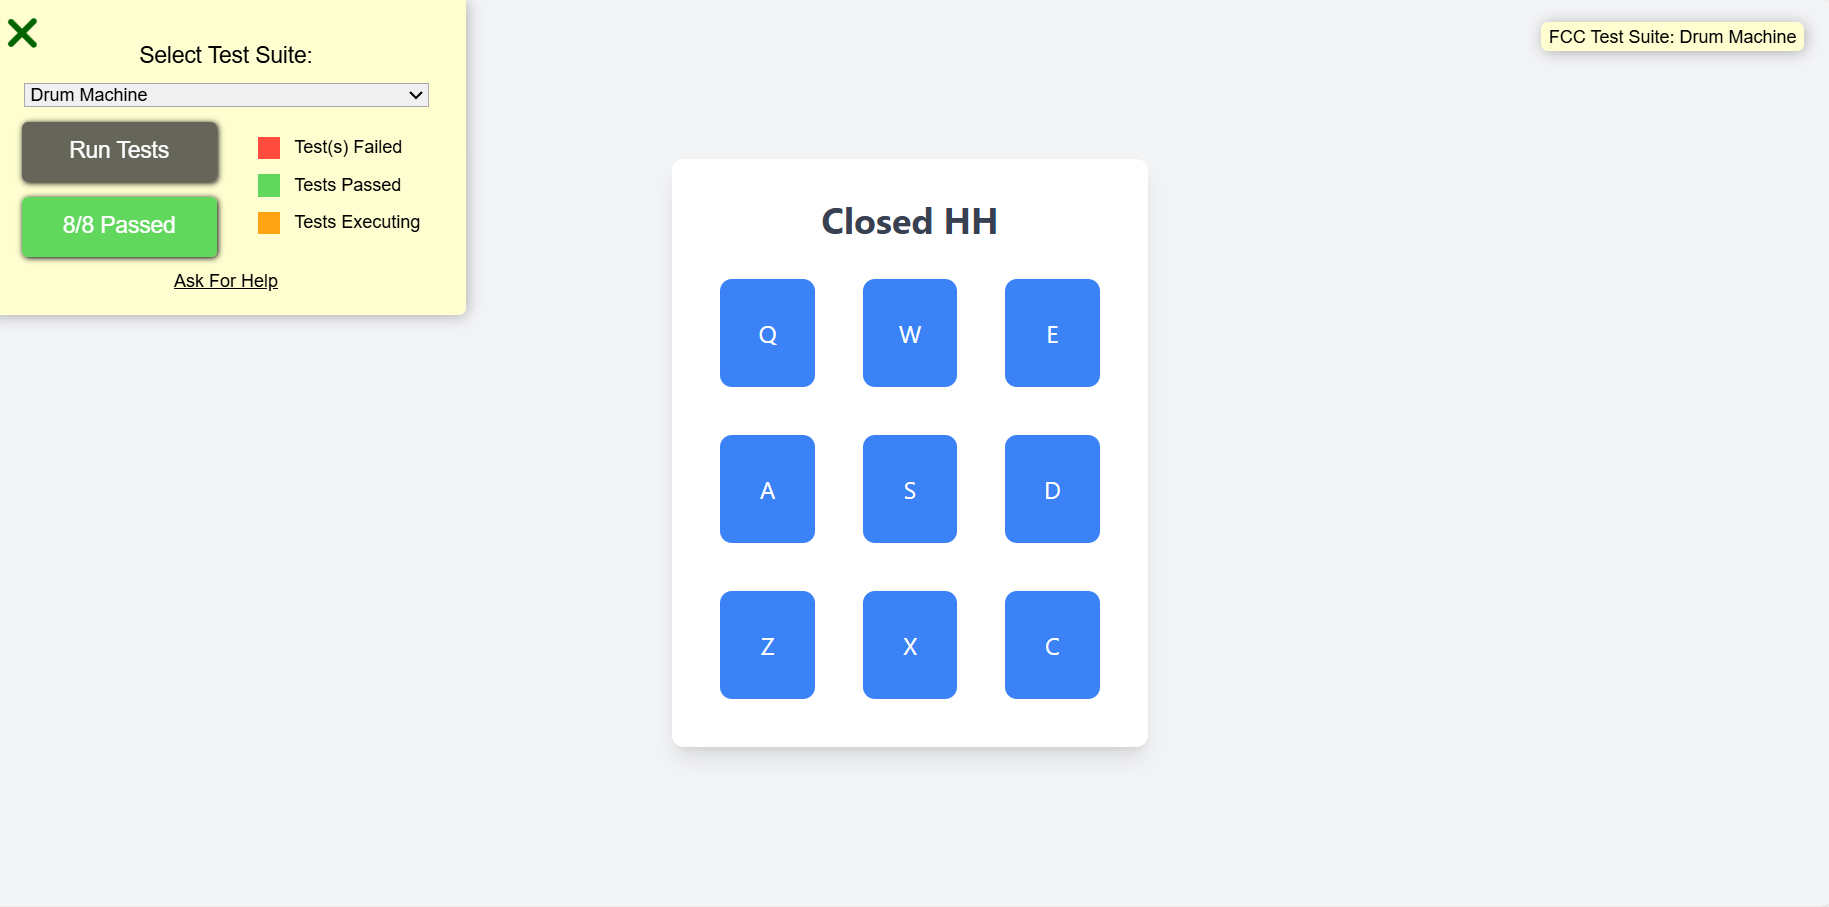 Select Test Suite:
Drum Machine
Run Tests
8/8 Passed
Test(s) Failed
Tests Passed
Tests Executing
Ask For Help
FCC Test Suite: Drum Machine
Closed HH
Q W E
A S D
Z X C